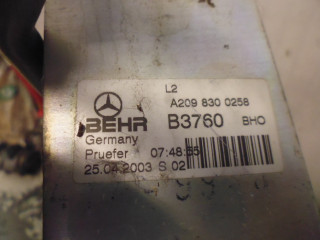 L2
A209 830 0258
BEHR B3760 BHO
Germany
Pruefer 07:48:55
25.04.2003 S 02